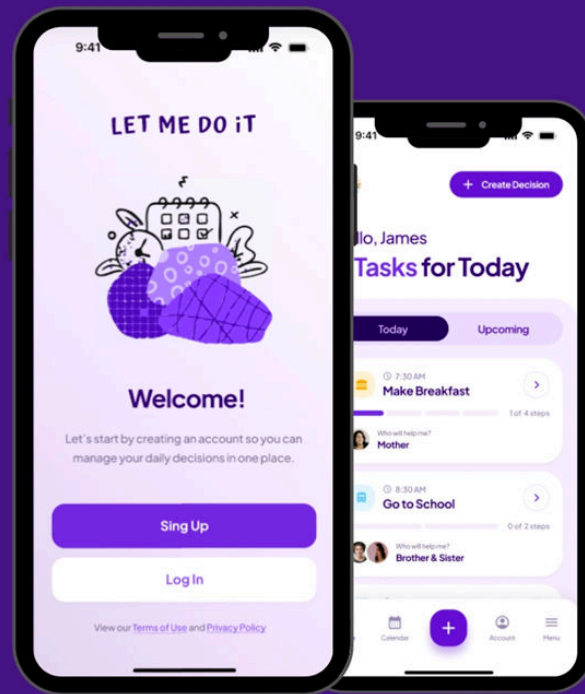 9:41
LET ME DO iT
Welcome!
Let's start by creating an account so you can
manage your daily decisions in one place.
Sing Up
Log In
View our Terms of Use and Privacy Policy
9:41
+ Create Decision
James
Tasks for Today
Today
Upcoming
7:30 AM
Make Breakfast
1 of 4 steps
Who will help me?
Mother
8:30 AM
Go to School
0 of 2 steps
Who will help me?
Brother & Sister
Calendar
+
Account
Menu